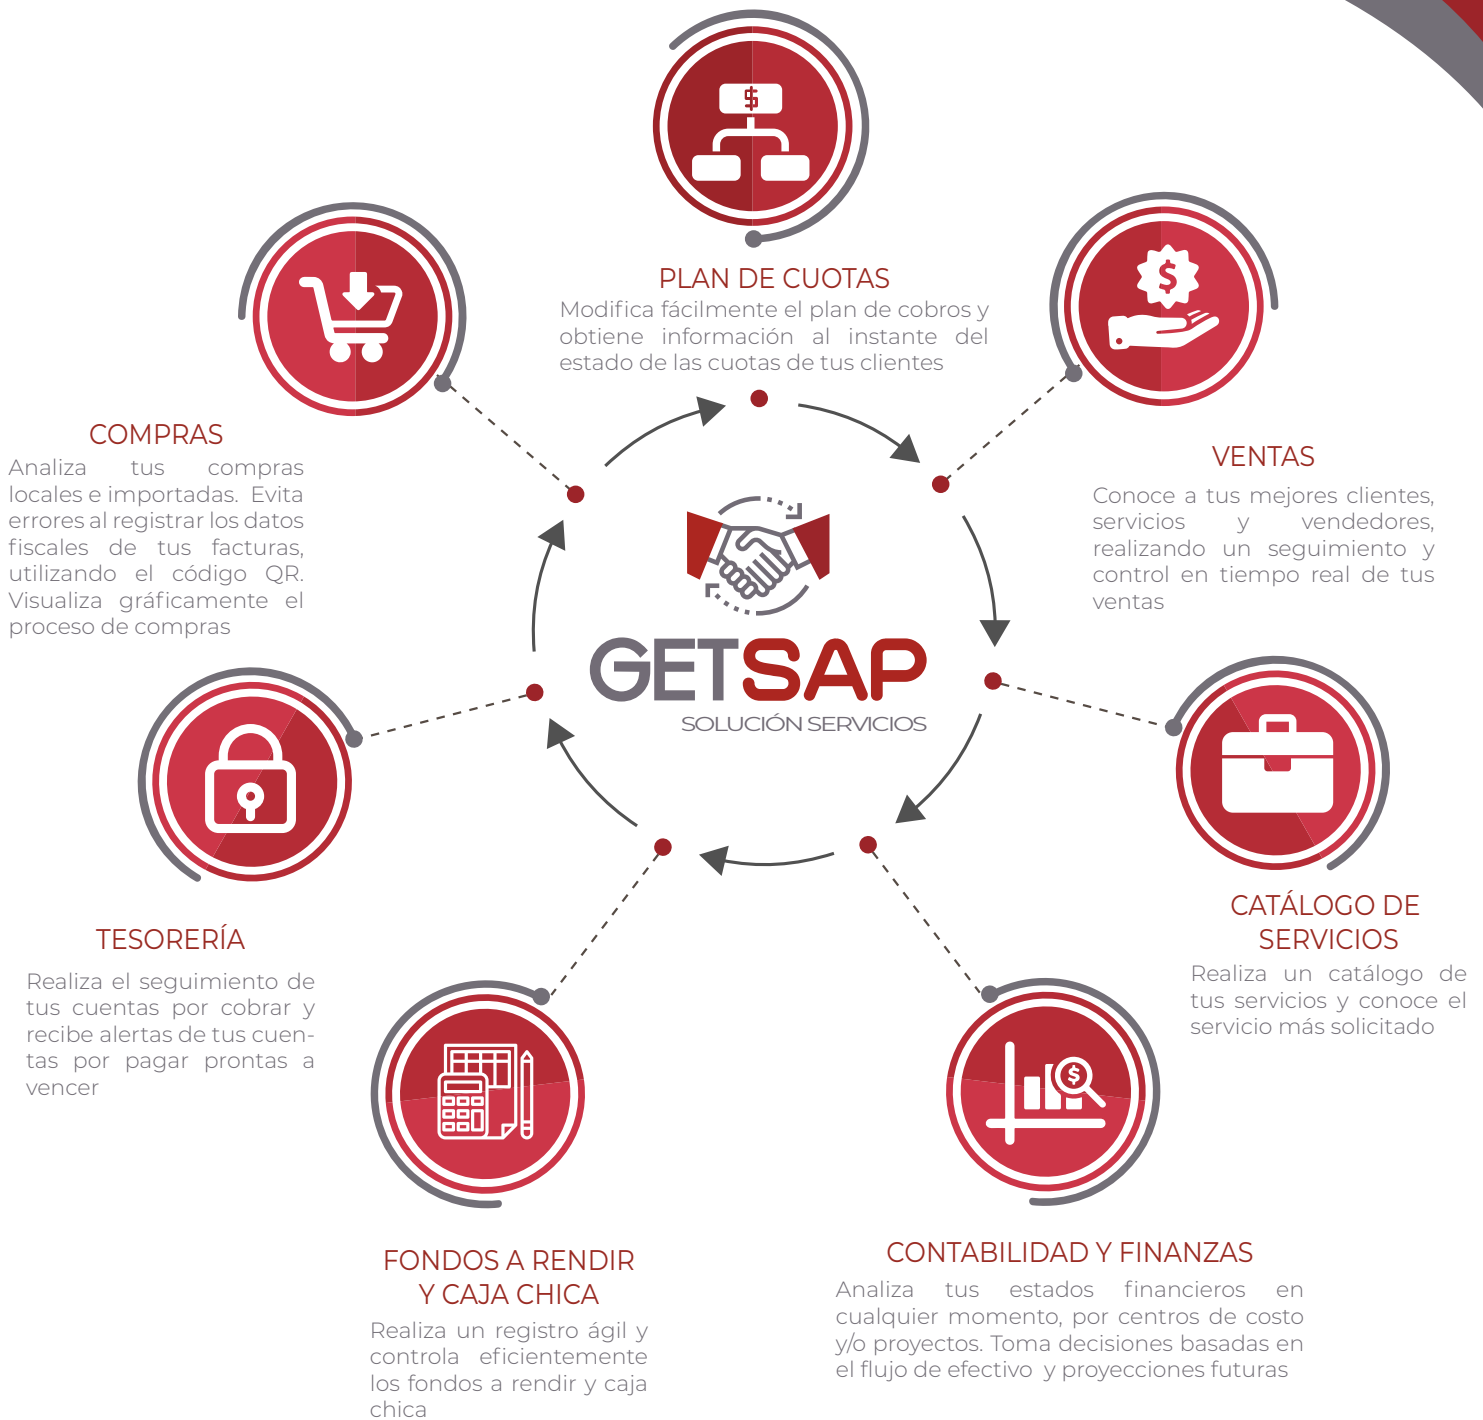 PLAN DE CUOTAS
Modifica fácilmente el plan de cobros y
obtiene información al instante del
estado de las cuotas de tus clientes
COMPRAS
Analiza tus compras
locales e importadas. Evita
errores al registrar los datos
fiscales de tus facturas,
utilizando el código QR.
Visualiza gráficamente el
proceso de compras
VENTAS
Conoce a tus mejores clientes,
servicios y vendedores,
realizando un seguimiento y
control en tiempo real de tus
ventas
GETSAP
SOLUCIÓN SERVICIOS
TESORERÍA
Realiza el seguimiento de
tus cuentas por cobrar y
recibe alertas de tus cuen-
tas por pagar prontas a
vencer
CATÁLOGO DE
SERVICIOS
Realiza un catálogo de
tus servicios y conoce el
servicio más solicitado
FONDOS A RENDIR
Y CAJA CHICA
Realiza un registro ágil y
controla eficientemente
los fondos a rendir y caja
chica
CONTABILIDAD Y FINANZAS
Analiza tus estados financieros en
cualquier momento, por centros de costo
y/o proyectos. Toma decisiones basadas en
el flujo de efectivo y proyecciones futuras